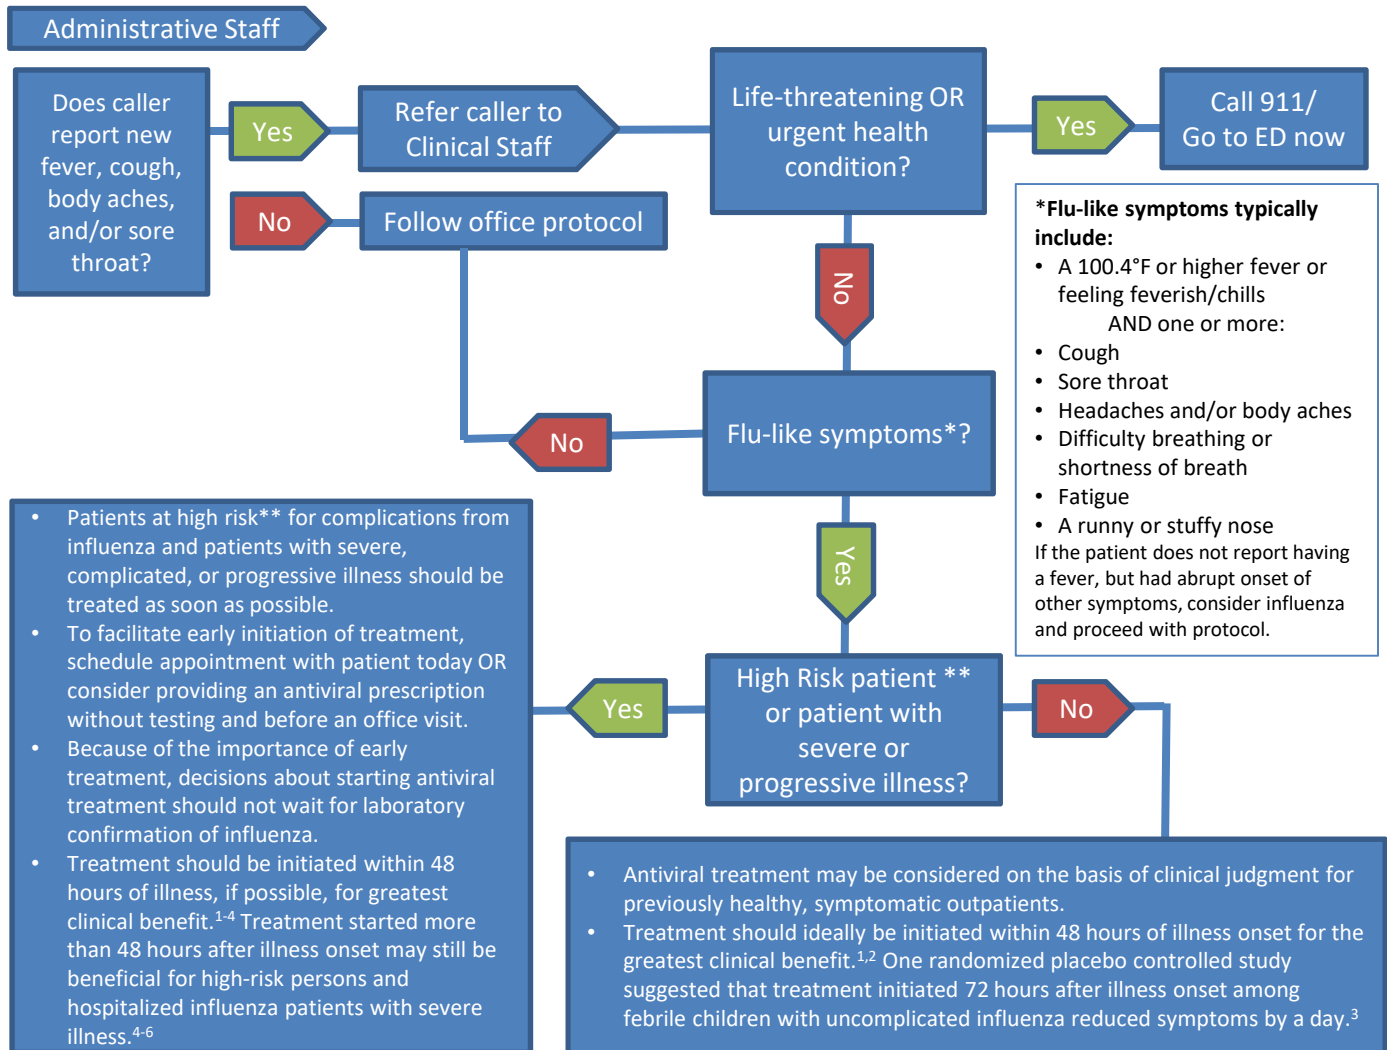 Administrative Staff
Does caller
report new
fever, cough,
body aches,
and/or sore
throat?
Yes
Refer caller to
Clinical Staff
Life-threatening OR
urgent health
condition?
Yes
Call 911/
Go to ED now
No
Follow office protocol
No
*Flu-like symptoms typically
include:
• A 100.4°F or higher fever or
feeling feverish/chills
AND one or more:
• Cough
• Sore throat
• Headaches and/or body aches
• Difficulty breathing or
shortness of breath
• Fatigue
• A runny or stuffy nose
If the patient does not report having
a fever, but had abrupt onset of
other symptoms, consider influenza
and proceed with protocol.
Flu-like symptoms*?
No
Yes
High Risk patient **
or patient with
severe or
progressive illness?
Yes
No
• Patients at high risk** for complications from
influenza and patients with severe,
complicated, or progressive illness should be
treated as soon as possible.
• To facilitate early initiation of treatment,
schedule appointment with patient today OR
consider providing an antiviral prescription
without testing and before an office visit.
• Because of the importance of early
treatment, decisions about starting antiviral
treatment should not wait for laboratory
confirmation of influenza.
• Treatment should be initiated within 48
hours of illness, if possible, for greatest
clinical benefit.1-4 Treatment started more
than 48 hours after illness onset may still be
beneficial for high-risk persons and
hospitalized influenza patients with severe
illness.4-6
• Antiviral treatment may be considered on the basis of clinical judgment for
previously healthy, symptomatic outpatients.
• Treatment should ideally be initiated within 48 hours of illness onset for the
greatest clinical benefit.1,2 One randomized placebo controlled study
suggested that treatment initiated 72 hours after illness onset among
febrile children with uncomplicated influenza reduced symptoms by a day.3